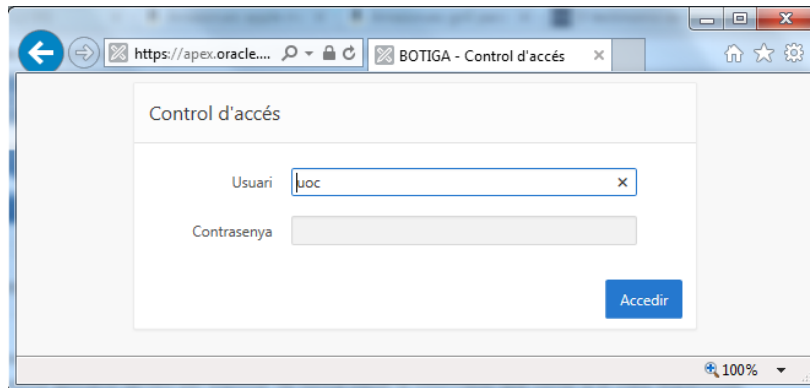 https://apex.oracle....
BOTIGA - Control d'accés
Control d'accés
Usuari
uoc
Contrasenya
Accedir
100%